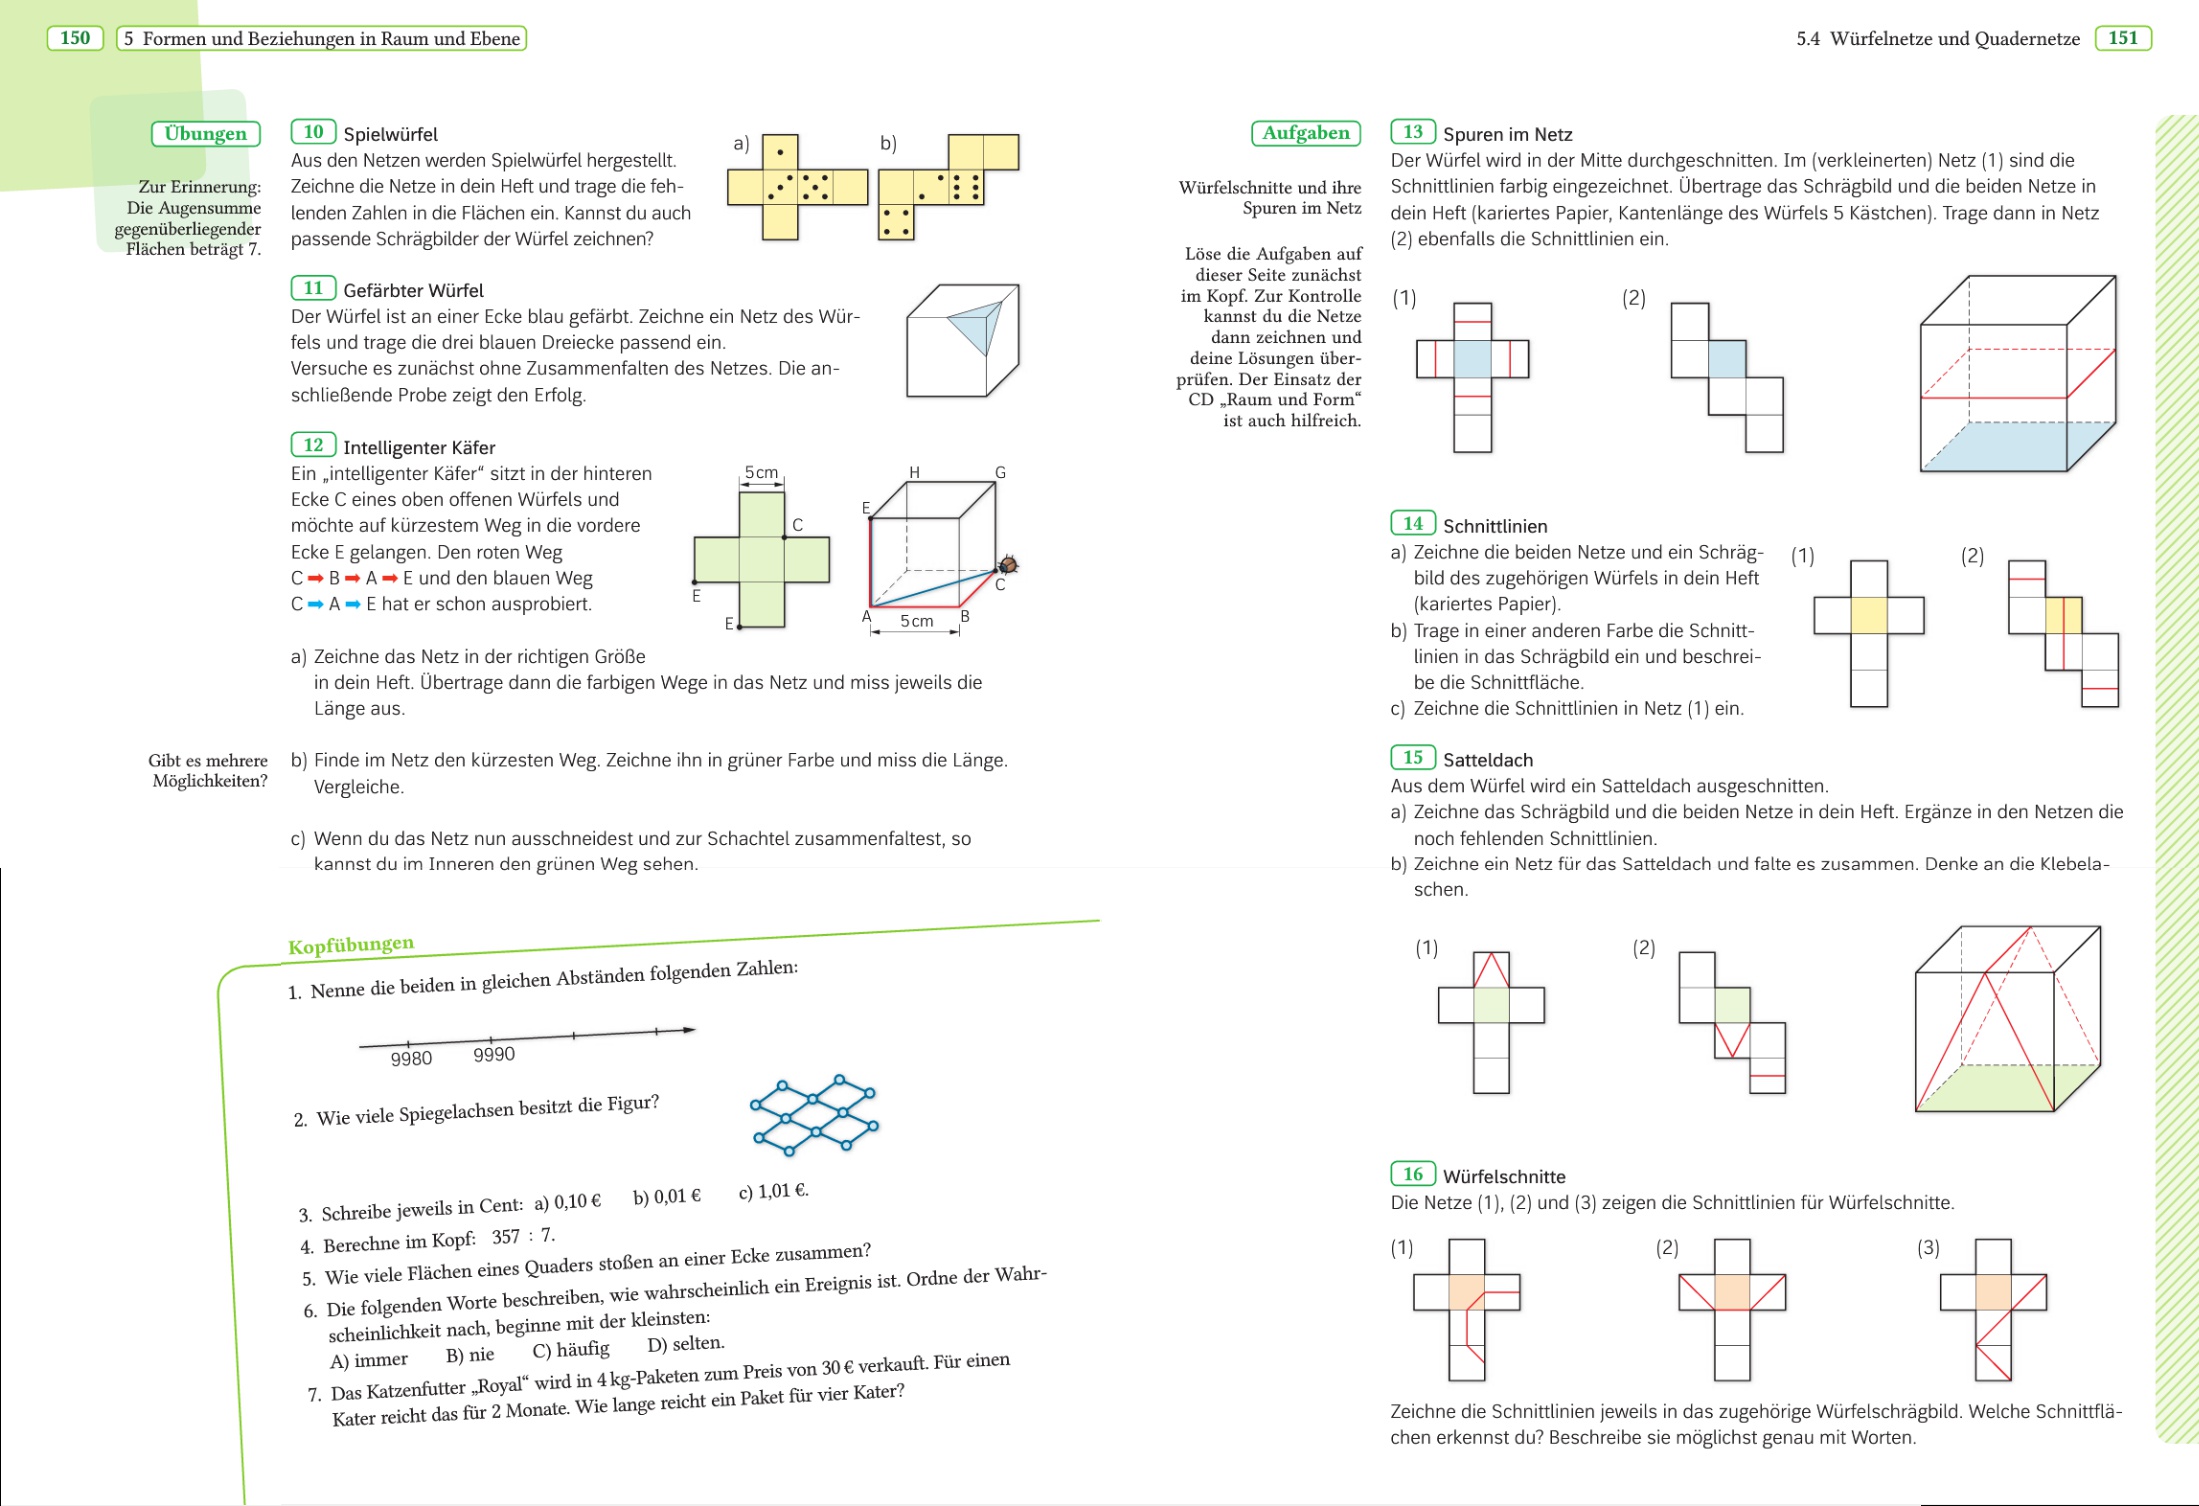 150 5 Formen und Beziehungen in Raum und Ebene
Übungen
Zur Erinnerung:
Die Augensumme
gegenüberliegender
Flächen beträgt 7.
10 Spielwürfel
Aus den Netzen werden Spielwürfel hergestellt.
Zeichne die Netze in dein Heft und trage die feh-
lenden Zahlen in die Flächen ein. Kannst du auch
passende Schrägbilder der Würfel zeichnen?
a) b)
11 Gefärbter Würfel
Der Würfel ist an einer Ecke blau gefärbt. Zeichne ein Netz des Wür-
fels und trage die drei blauen Dreiecke passend ein.
Versuche es zunächst ohne Zusammenfalten des Netzes. Die an-
schließende Probe zeigt den Erfolg.
12 Intelligenter Käfer
Ein „intelligenter Käfer“ sitzt in der hinteren
Ecke C eines oben offenen Würfels und
möchte auf kürzestem Weg in die vordere
Ecke E gelangen. Den roten Weg
C ➡ B ➡ A ➡ E und den blauen Weg
C ➡ A ➡ E hat er schon ausprobiert.
5 cm
C
E
E
H G
E
C
A B
5 cm
a) Zeichne das Netz in der richtigen Größe
in dein Heft. Übertrage dann die farbigen Wege in das Netz und miss jeweils die
Länge aus.
Gibt es mehrere
Möglichkeiten?
b) Finde im Netz den kürzesten Weg. Zeichne ihn in grüner Farbe und miss die Länge.
Vergleiche.
c) Wenn du das Netz nun ausschneidest und zur Schachtel zusammenfaltest, so
kannst du im Inneren den grünen Weg sehen.
Kopfübungen
1. Nenne die beiden in gleichen Abständen folgenden Zahlen:
9980 9990
2. Wie viele Spiegelachsen besitzt die Figur?
3. Schreibe jeweils in Cent: a) 0,10 € b) 0,01 € c) 1,01 €.
4. Berechne im Kopf: 357 : 7.
5. Wie viele Flächen eines Quaders stoßen an einer Ecke zusammen?
6. Die folgenden Worte beschreiben, wie wahrscheinlich ein Ereignis ist. Ordne der Wahr-
scheinlichkeit nach, beginne mit der kleinsten:
A) immer B) nie C) häufig D) selten.
7. Das Katzenfutter „Royal“ wird in 4 kg-Paketen zum Preis von 30 € verkauft. Für einen
Kater reicht das für 2 Monate. Wie lange reicht ein Paket für vier Kater?
5.4 Würfelnetze und Quadernetze 151
Aufgaben
Würfelschnitte und ihre
Spuren im Netz
Löse die Aufgaben auf
dieser Seite zunächst
im Kopf. Zur Kontrolle
kannst du die Netze
dann zeichnen und
deine Lösungen über-
prüfen. Der Einsatz der
CD „Raum und Form“
ist auch hilfreich.
13 Spuren im Netz
Der Würfel wird in der Mitte durchgeschnitten. Im (verkleinerten) Netz (1) sind die
Schnittlinien farbig eingezeichnet. Übertrage das Schrägbild und die beiden Netze in
dein Heft (kariertes Papier, Kantenlänge des Würfels 5 Kästchen). Trage dann in Netz
(2) ebenfalls die Schnittlinien ein.
(1) (2)
14 Schnittlinien
a) Zeichne die beiden Netze und ein Schräg-
bild des zugehörigen Würfels in dein Heft
(kariertes Papier).
b) Trage in einer anderen Farbe die Schnitt-
linien in das Schrägbild ein und beschrei-
be die Schnittfläche.
c) Zeichne die Schnittlinien in Netz (1) ein.
(1) (2)
15 Satteldach
Aus dem Würfel wird ein Satteldach ausgeschnitten.
a) Zeichne das Schrägbild und die beiden Netze in dein Heft. Ergänze in den Netzen die
noch fehlenden Schnittlinien.
b) Zeichne ein Netz für das Satteldach und falte es zusammen. Denke an die Klebela-
schen.
(1) (2)
16 Würfelschnitte
Die Netze (1), (2) und (3) zeigen die Schnittlinien für Würfelschnitte.
(1) (2) (3)
Zeichne die Schnittlinien jeweils in das zugehörige Würfelschrägbild. Welche Schnittflä-
chen erkennst du? Beschreibe sie möglichst genau mit Worten.